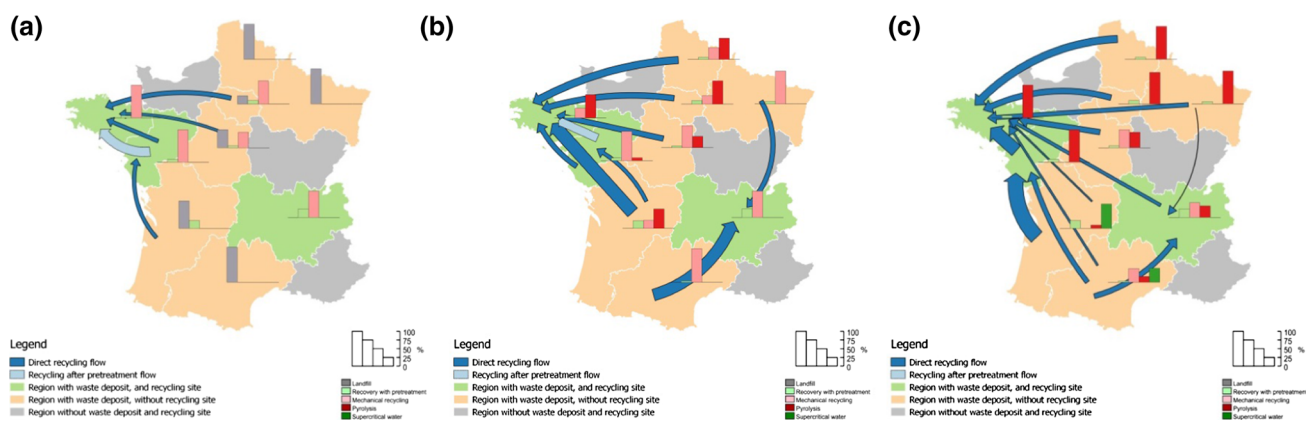 (a)
Legend
Direct recycling flow
Recycling after pretreatment flow
Region with waste deposit, and recycling site
Region with waste deposit, without recycling site
Region without waste deposit and recycling site
100
75
50
25
0
%
Landfill
Recovery with pretreatment
Mechanical recycling
Pyrolysis
Supercritical water
(b)
Legend
Direct recycling flow
Recycling after pretreatment flow
Region with waste deposit, and recycling site
Region with waste deposit, without recycling site
Region without waste deposit and recycling site
100
75
50
25
0
%
Landfill
Recovery with pretreatment
Mechanical recycling
Pyrolysis
Supercritical water
(c)
Legend
Direct recycling flow
Region with waste deposit, and recycling site
Region with waste deposit, without recycling site
Region without waste deposit and recycling site
100
75
50
25
0
%
Landfill
Recovery with pretreatment
Mechanical recycling
Pyrolysis
Supercritical water